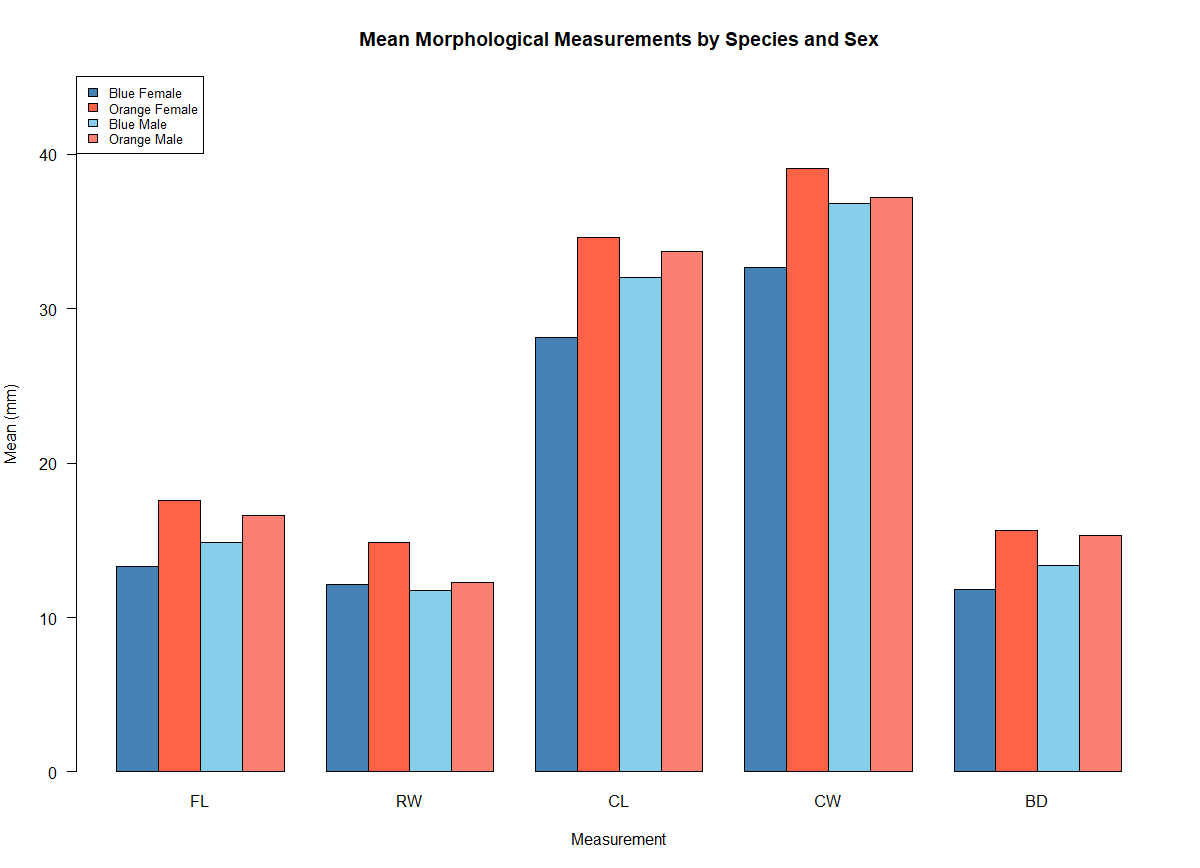 Mean Morphological Measurements by Species and Sex
Blue Female
Orange Female
Blue Male
Orange Male
40
30
20
10
0
Mean (mm)
FL RW CL CW BD
Measurement